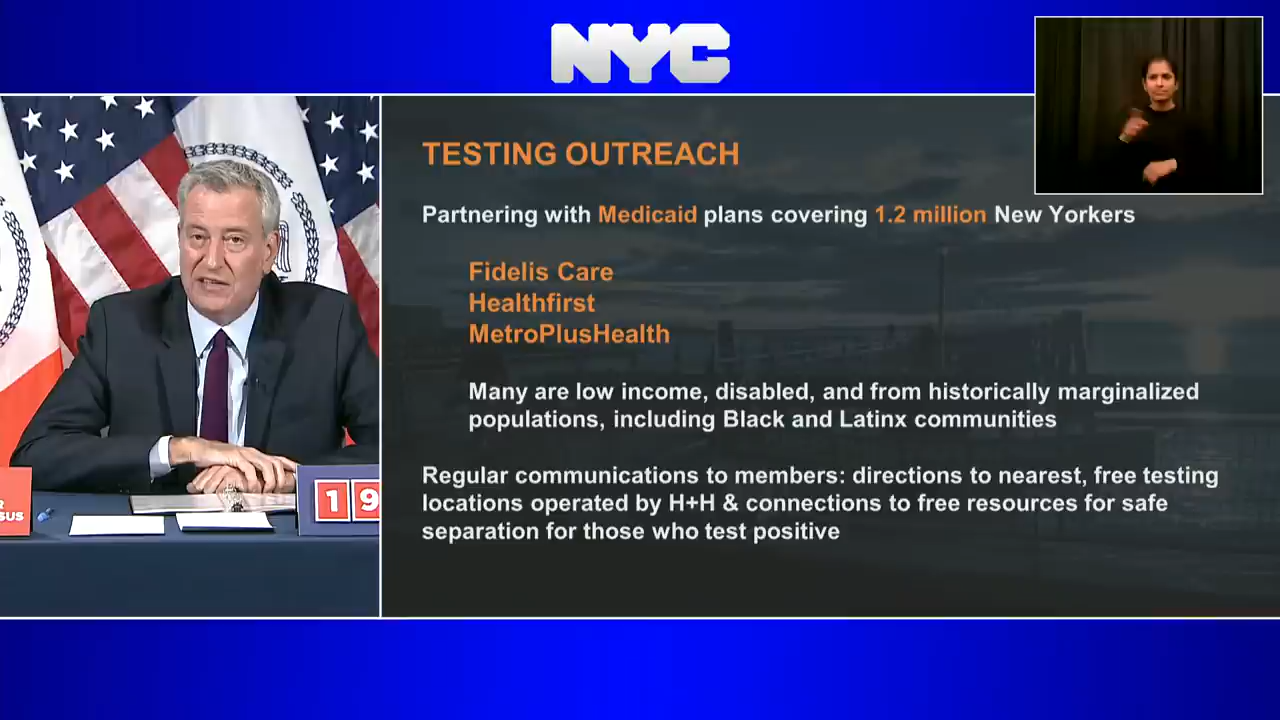 NYC
TESTING OUTREACH
Partnering with Medicaid plans covering 1.2 million New Yorkers
Fidelis Care
Healthfirst
MetroPlusHealth
Many are low income, disabled, and from historically marginalized
populations, including Black and Latinx communities
Regular communications to members: directions to nearest, free testing
locations operated by H+H & connections to free resources for safe
separation for those who test positive
19